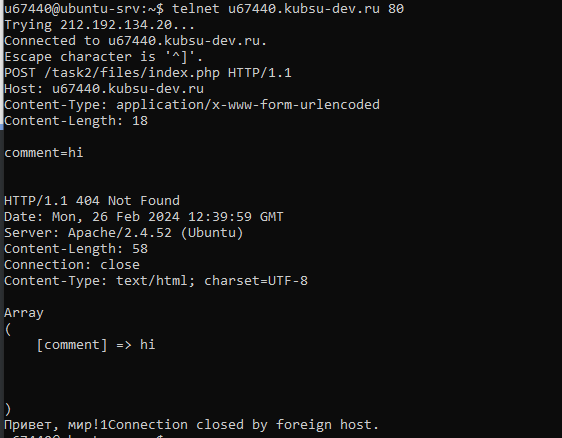 u67440@ubuntu-srv:~$ telnet u67440.kubsu-dev.ru 80
Trying 212.192.134.20...
Connected to u67440.kubsu-dev.ru.
Escape character is '^]'.
POST /task2/files/index.php HTTP/1.1
Host: u67440.kubsu-dev.ru
Content-Type: application/x-www-form-urlencoded
Content-Length: 18

comment=hi

HTTP/1.1 404 Not Found
Date: Mon, 26 Feb 2024 12:39:59 GMT
Server: Apache/2.4.52 (Ubuntu)
Content-Length: 58
Connection: close
Content-Type: text/html; charset=UTF-8

Array
(
    [comment] => hi

)
Привет, мир!1Connection closed by foreign host.